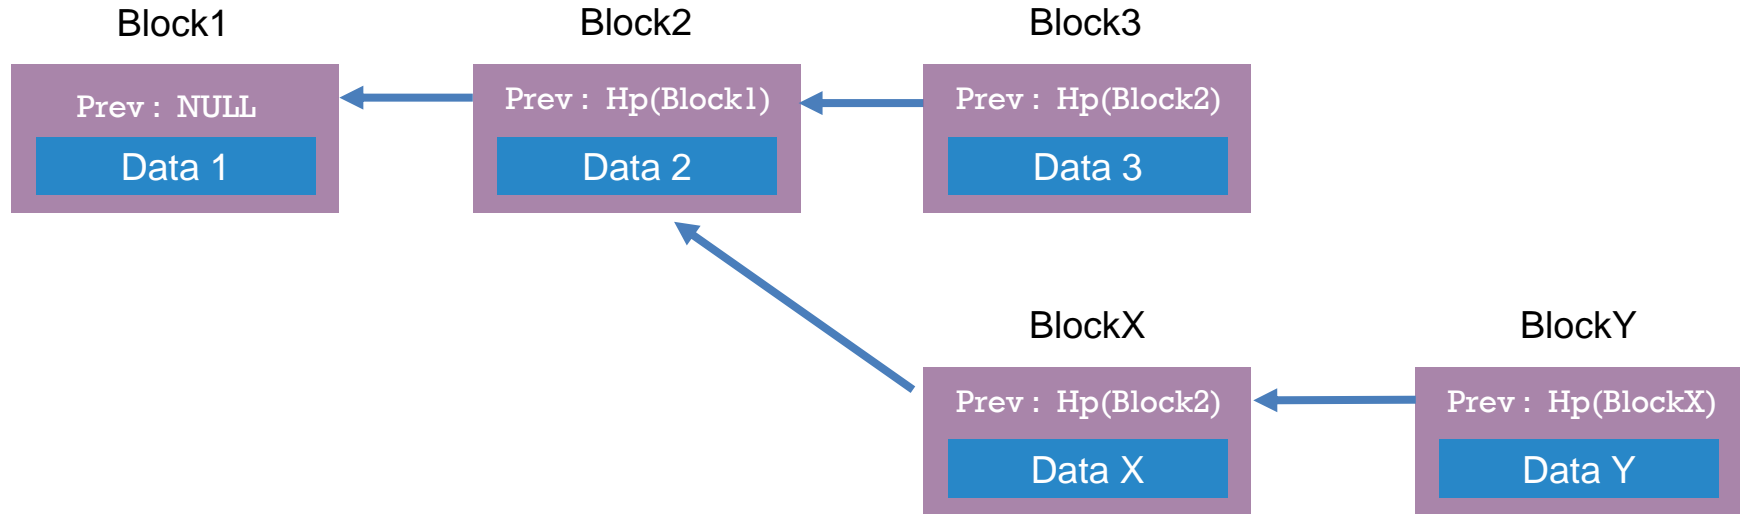 Block1
Block2
Block3
Prev : NULL
Prev : Hp(Block1)
Prev : Hp(Block2)
Data 1
Data 2
Data 3
BlockX
BlockY
Prev : Hp(Block2)
Prev : Hp(BlockX)
Data X
Data Y